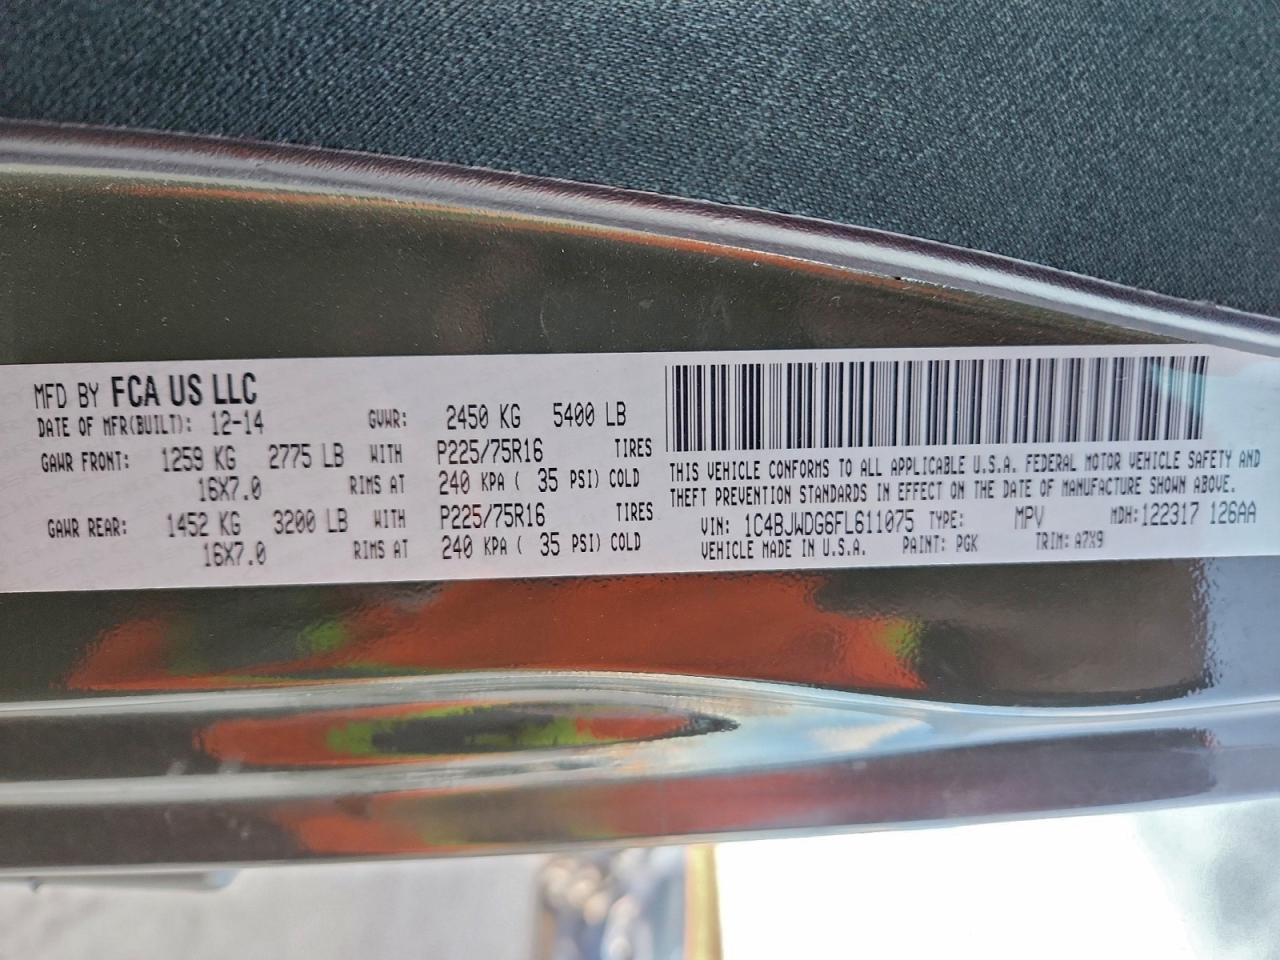 MFD BY FCA US LLC
DATE OF MFR(BUILT): 12-14 GVWR: 2450 KG 5400 LB
GAWR FRONT: 1259 KG 2775 LB WITH P225/75R16 TIRES
16X7.0 RIMS AT 240 KPA ( 35 PSI) COLD
GAWR REAR: 1452 KG 3200 LB WITH P225/75R16 TIRES
16X7.0 RIMS AT 240 KPA ( 35 PSI) COLD
THIS VEHICLE CONFORMS TO ALL APPLICABLE U.S.A. FEDERAL MOTOR VEHICLE SAFETY AND
THEFT PREVENTION STANDARDS IN EFFECT ON THE DATE OF MANUFACTURE SHOWN ABOVE.
VIN: 1C4BJWDG6FL611075 TYPE: MPV MDH:122317 126AA
VEHICLE MADE IN U.S.A. PAINT: PGK TRIM: A7X9